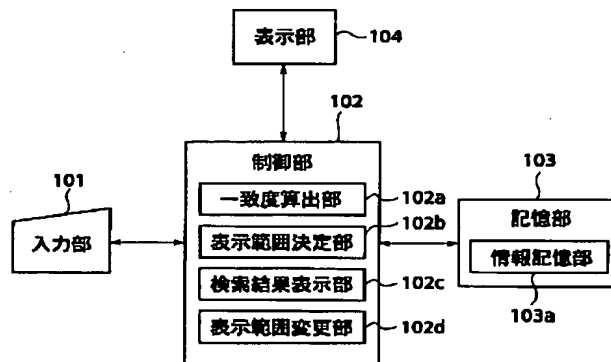 表示部
104
102
制御部
101
入力部
一致度算出部
102a
102b
表示範囲決定部
検索結果表示部
102c
表示範囲変更部
102d
103
記憶部
情報記憶部
103a